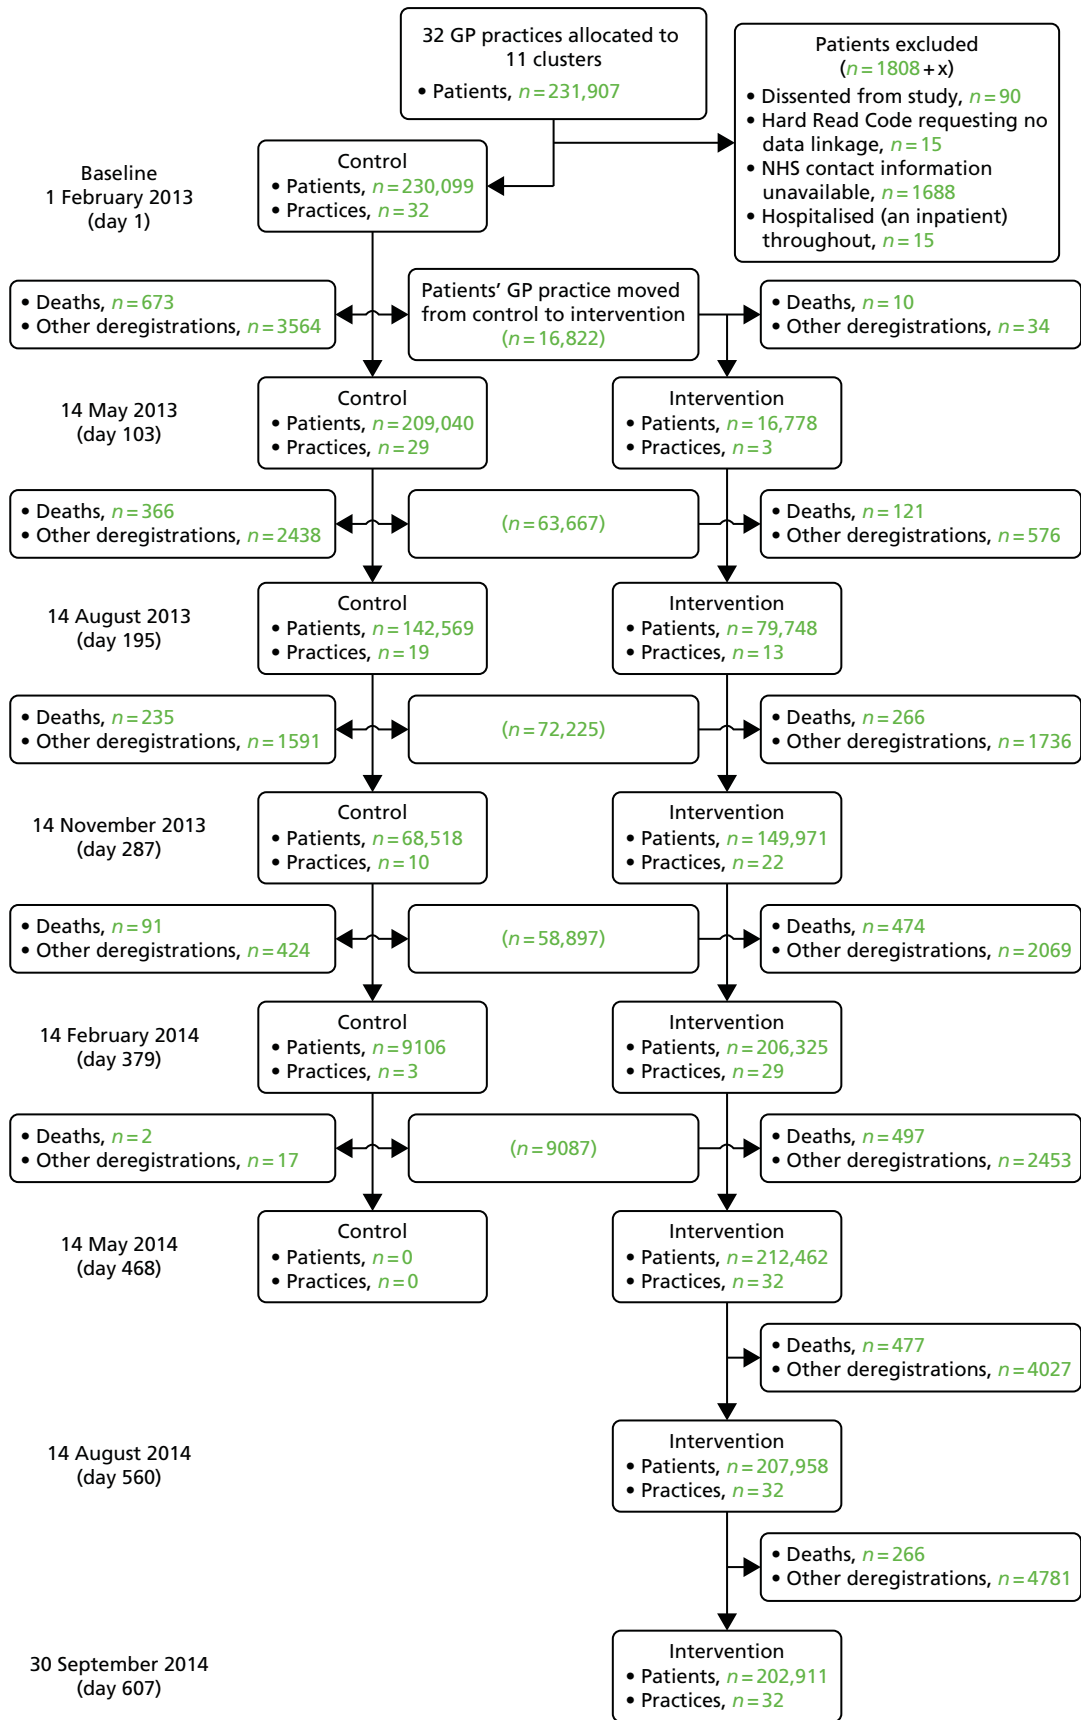 32 GP practices allocated to
11 clusters
• Patients, n=231,907
Patients excluded
(n=1808+x)
• Dissented from study, n=90
• Hard Read Code requesting no
data linkage, n=15
• NHS contact information
unavailable, n=1688
• Hospitalised (an inpatient)
throughout, n=15
Baseline
1 February 2013
(day 1)
Control
• Patients, n=230,099
• Practices, n=32
• Deaths, n=673
• Other deregistrations, n=3564
Patients' GP practice moved
from control to intervention
(n=16,822)
• Deaths, n=10
• Other deregistrations, n=34
14 May 2013
(day 103)
Control
• Patients, n=209,040
• Practices, n=29
Intervention
• Patients, n=16,778
• Practices, n=3
• Deaths, n=366
• Other deregistrations, n=2438
(n=63,667)
• Deaths, n=121
• Other deregistrations, n=576
14 August 2013
(day 195)
Control
• Patients, n=142,569
• Practices, n=19
Intervention
• Patients, n=79,748
• Practices, n=13
• Deaths, n=235
• Other deregistrations, n=1591
(n=72,225)
• Deaths, n=266
• Other deregistrations, n=1736
14 November 2013
(day 287)
Control
• Patients, n=68,518
• Practices, n=10
Intervention
• Patients, n=149,971
• Practices, n=22
• Deaths, n=91
• Other deregistrations, n=424
(n=58,897)
• Deaths, n=474
• Other deregistrations, n=2069
14 February 2014
(day 379)
Control
• Patients, n=9106
• Practices, n=3
Intervention
• Patients, n=206,325
• Practices, n=29
• Deaths, n=2
• Other deregistrations, n=17
(n=9087)
• Deaths, n=497
• Other deregistrations, n=2453
14 May 2014
(day 468)
Control
• Patients, n=0
• Practices, n=0
Intervention
• Patients, n=212,462
• Practices, n=32
• Deaths, n=477
• Other deregistrations, n=4027
14 August 2014
(day 560)
Intervention
• Patients, n=207,958
• Practices, n=32
• Deaths, n=266
• Other deregistrations, n=4781
30 September 2014
(day 607)
Intervention
• Patients, n=202,911
• Practices, n=32